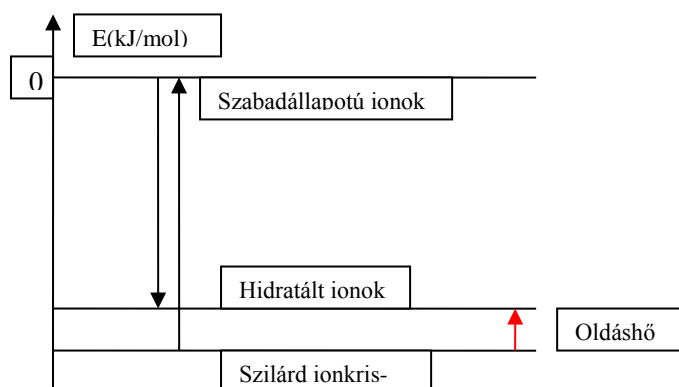 E(kJ/mol)
0
Szabadállapotú ionok
Hidratált ionok
Oldáshő
Szilárd ionkris-